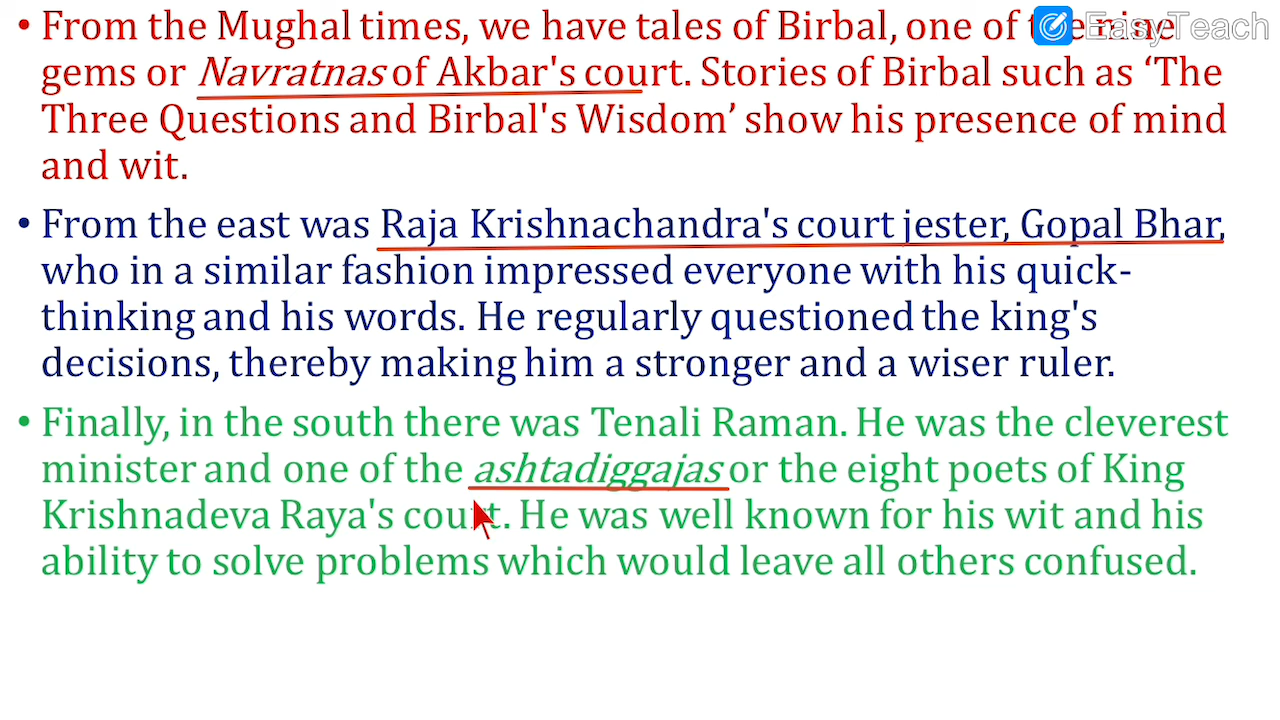 • From the Mughal times, we have tales of Birbal, one of the nine
EasyTeach
gems or Navratnas of Akbar's court. Stories of Birbal such as ‘The
Three Questions and Birbal's Wisdom’ show his presence of mind
and wit.
• From the east was Raja Krishnachandra's court jester, Gopal Bhar,
who in a similar fashion impressed everyone with his quick-
thinking and his words. He regularly questioned the king's
decisions, thereby making him a stronger and a wiser ruler.
• Finally, in the south there was Tenali Raman. He was the cleverest
minister and one of the ashtadiggajas or the eight poets of King
Krishnadeva Raya's court. He was well known for his wit and his
ability to solve problems which would leave all others confused.